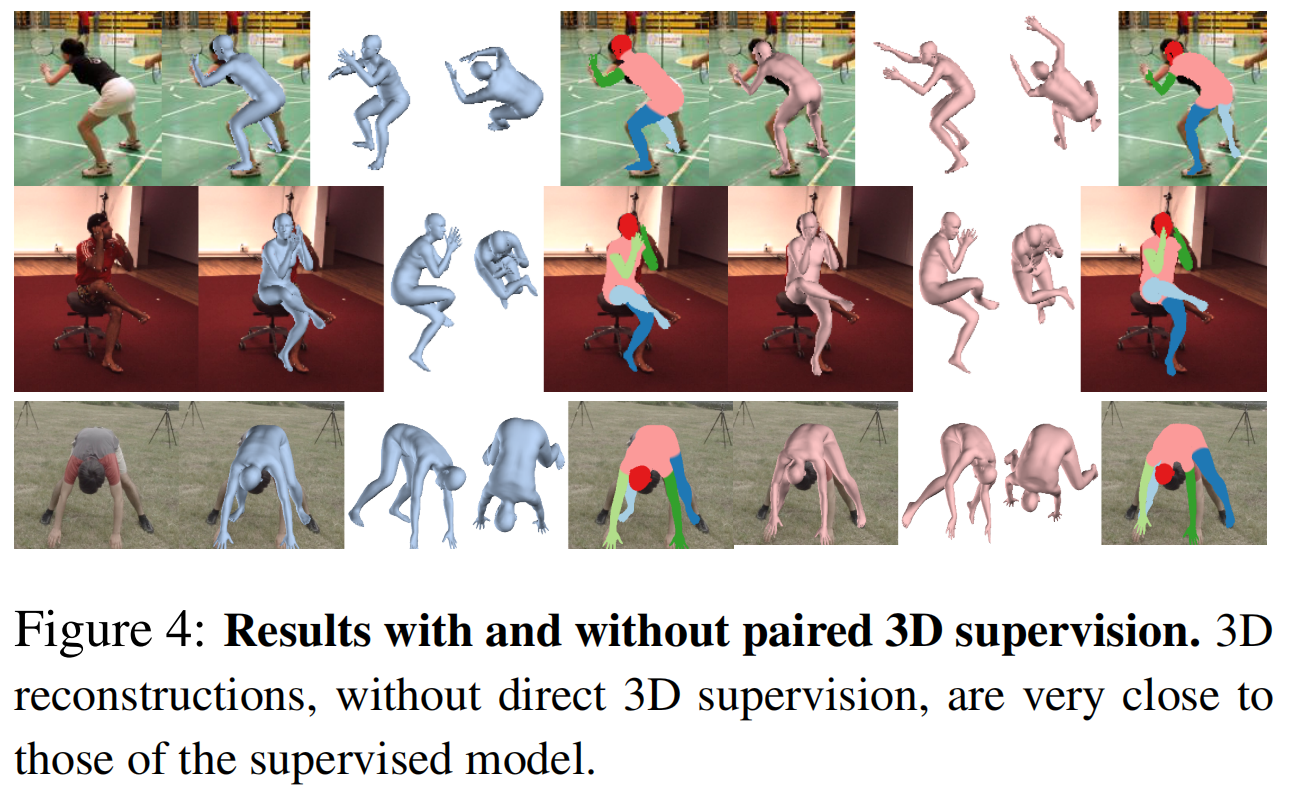 Figure 4: Results with and without paired 3D supervision. 3D
reconstructions, without direct 3D supervision, are very close to
those of the supervised model.